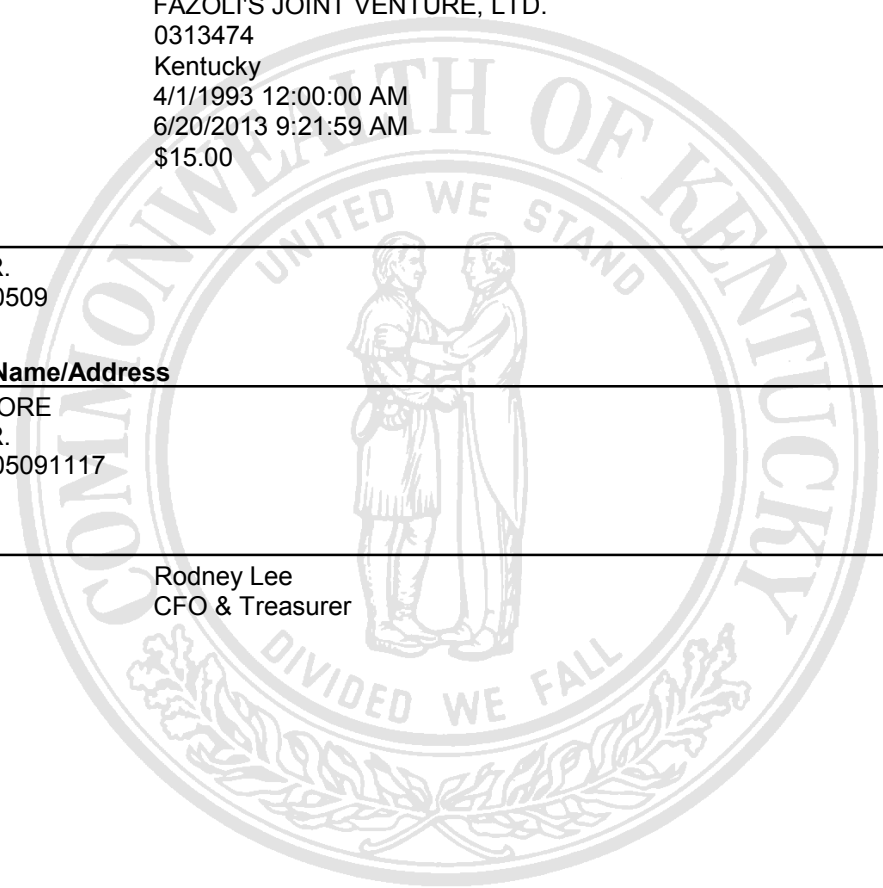 FAZOLI'S JOINT VENTURE, LTD.
0313474
Kentucky
4/1/1993 12:00:00 AM
6/20/2013 9:21:59 AM
$15.00
R.
0509
Name/Address
ORE
R.
05091117
Rodney Lee
CFO & Treasurer
COMMONWEALTH OF KENTUCKY
UNITED WE STAND
DIVIDED WE FALL